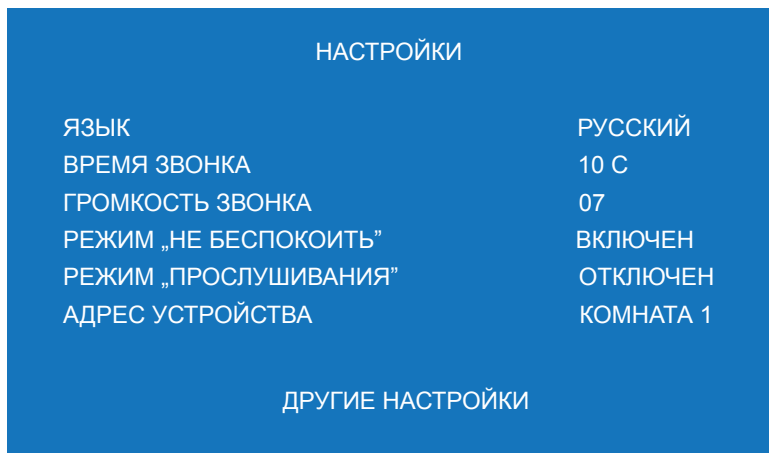 НАСТРОЙКИ
ЯЗЫК РУССКИЙ
ВРЕМЯ ЗВОНКА 10 С
ГРОМКОСТЬ ЗВОНКА 07
РЕЖИМ „НЕ БЕСПОКОИТЬ” ВКЛЮЧЕН
РЕЖИМ „ПРОСЛУШИВАНИЯ” ОТКЛЮЧЕН
АДРЕС УСТРОЙСТВА КОМНАТА 1
ДРУГИЕ НАСТРОЙКИ